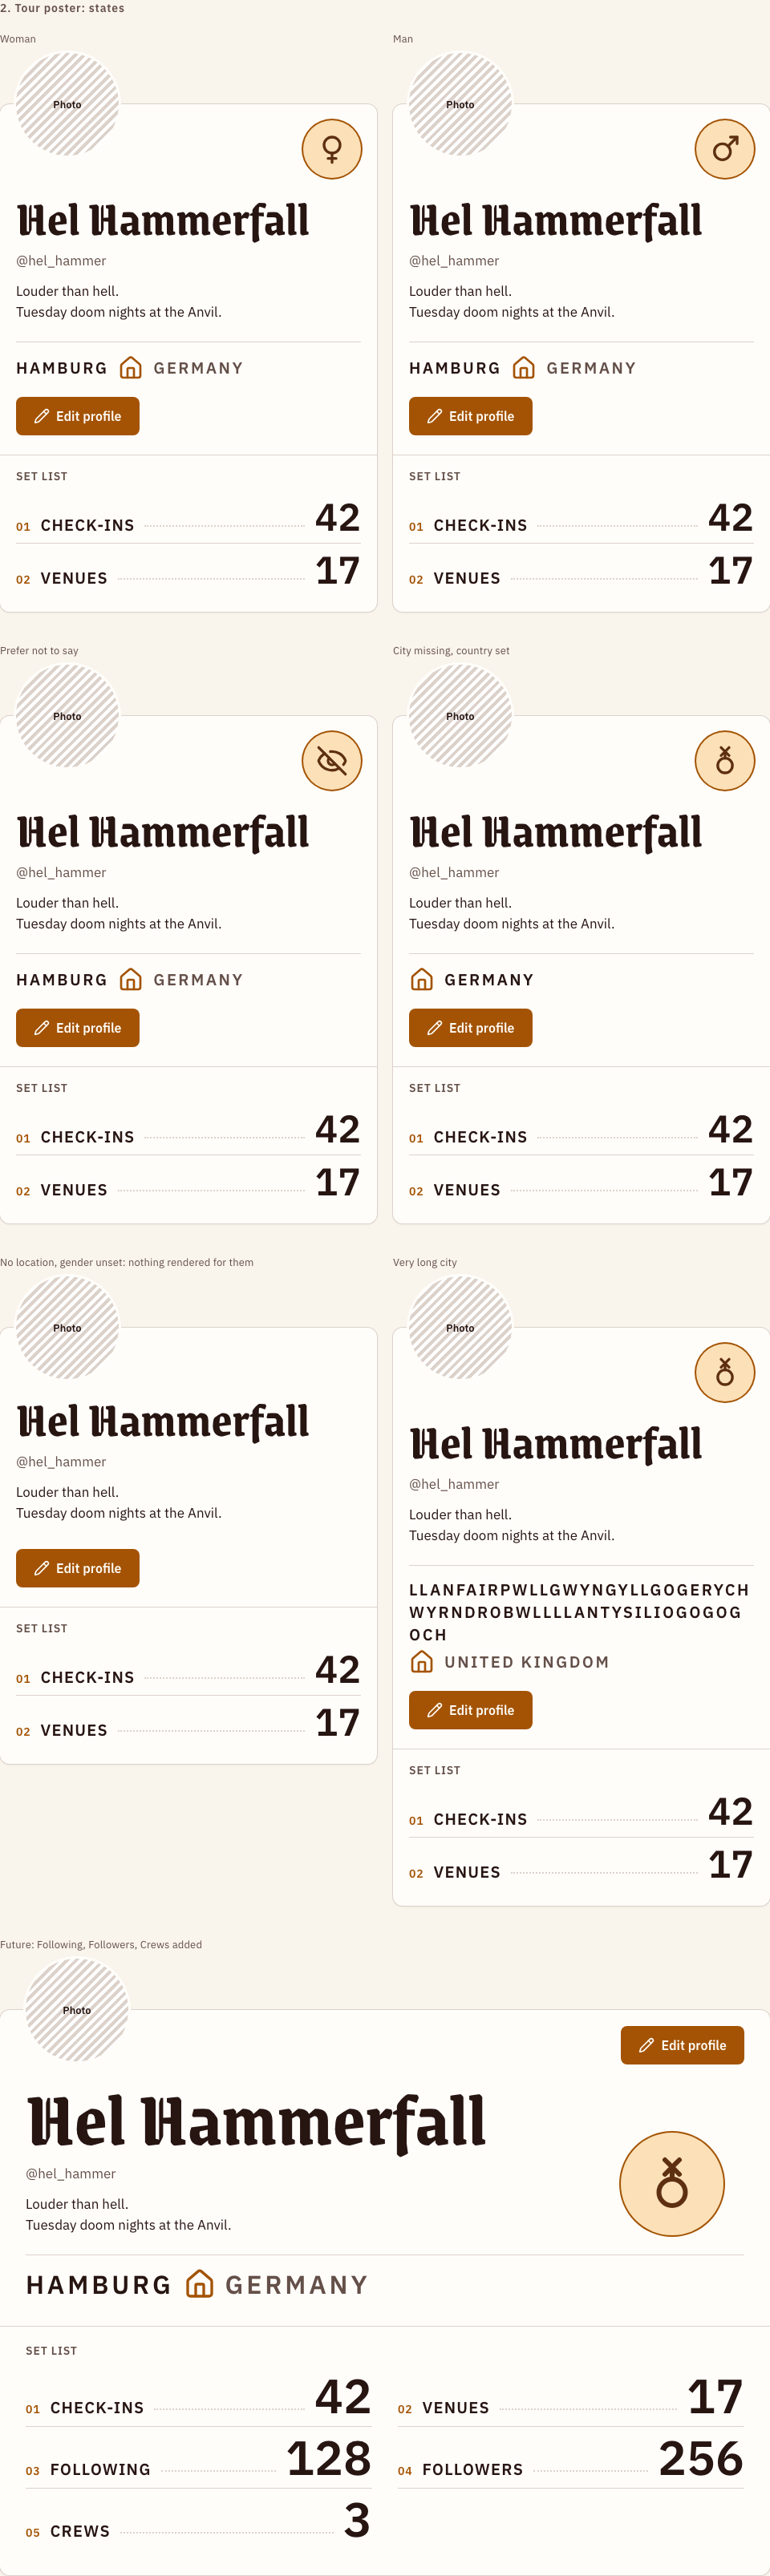 2. Tour poster: states
Woman
Photo
Hel Hammerfall
@hel_hammer
Louder than hell.
Tuesday doom nights at the Anvil.
HAMBURG GERMANY
Edit profile
SET LIST
01 CHECK-INS 42
02 VENUES 17
Man
Photo
Hel Hammerfall
@hel_hammer
Louder than hell.
Tuesday doom nights at the Anvil.
HAMBURG GERMANY
Edit profile
SET LIST
01 CHECK-INS 42
02 VENUES 17
Prefer not to say
Photo
Hel Hammerfall
@hel_hammer
Louder than hell.
Tuesday doom nights at the Anvil.
HAMBURG GERMANY
Edit profile
SET LIST
01 CHECK-INS 42
02 VENUES 17
City missing, country set
Photo
Hel Hammerfall
@hel_hammer
Louder than hell.
Tuesday doom nights at the Anvil.
GERMANY
Edit profile
SET LIST
01 CHECK-INS 42
02 VENUES 17
No location, gender unset: nothing rendered for them
Photo
Hel Hammerfall
@hel_hammer
Louder than hell.
Tuesday doom nights at the Anvil.
Edit profile
SET LIST
01 CHECK-INS 42
02 VENUES 17
Very long city
Photo
Hel Hammerfall
@hel_hammer
Louder than hell.
Tuesday doom nights at the Anvil.
LLANFAIRPWLLGWYNGYLLGOGERYCH
WYRNDROBWLLLLANTYSILIOGOGOG
OCH
UNITED KINGDOM
Edit profile
SET LIST
01 CHECK-INS 42
02 VENUES 17
Future: Following, Followers, Crews added
Photo
Edit profile
Hel Hammerfall
@hel_hammer
Louder than hell.
Tuesday doom nights at the Anvil.
HAMBURG GERMANY
SET LIST
01 CHECK-INS 42
02 VENUES 17
03 FOLLOWING 128
04 FOLLOWERS 256
05 CREWS 3